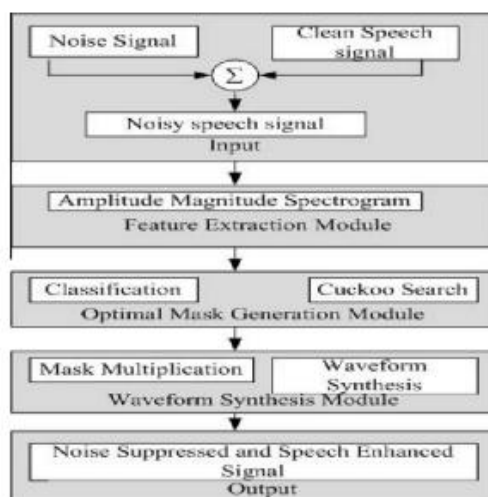 Noise Signal
Clean Speech
signal
Σ
Noisy speech signal
Input
Amplitude Magnitude Spectrogram
Feature Extraction Module
Classification
Cuckoo Search
Optimal Mask Generation Module
Mask Multiplication
Waveform
Synthesis
Waveform Synthesis Module
Noise Suppressed and Speech Enhanced
Signal
Output